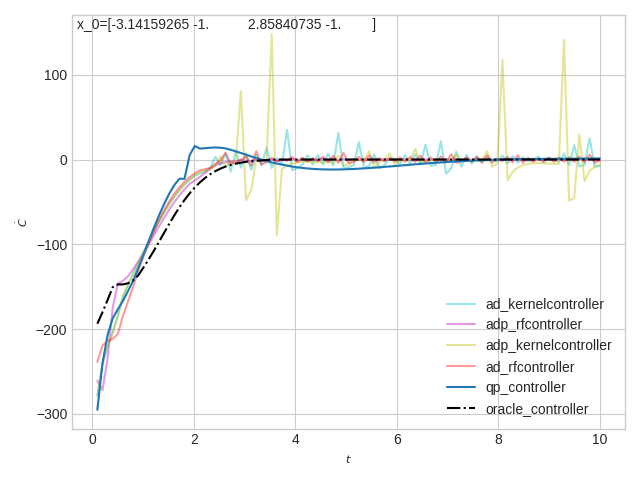 x_0=[-3.14159265 -1. 2.85840735 -1. ]
100
0
−100
−200
−300
Ċ
0
2
4
6
8
10
t
ad_kernelcontroller
adp_rfcontroller
adp_kernelcontroller
ad_rfcontroller
qp_controller
oracle_controller